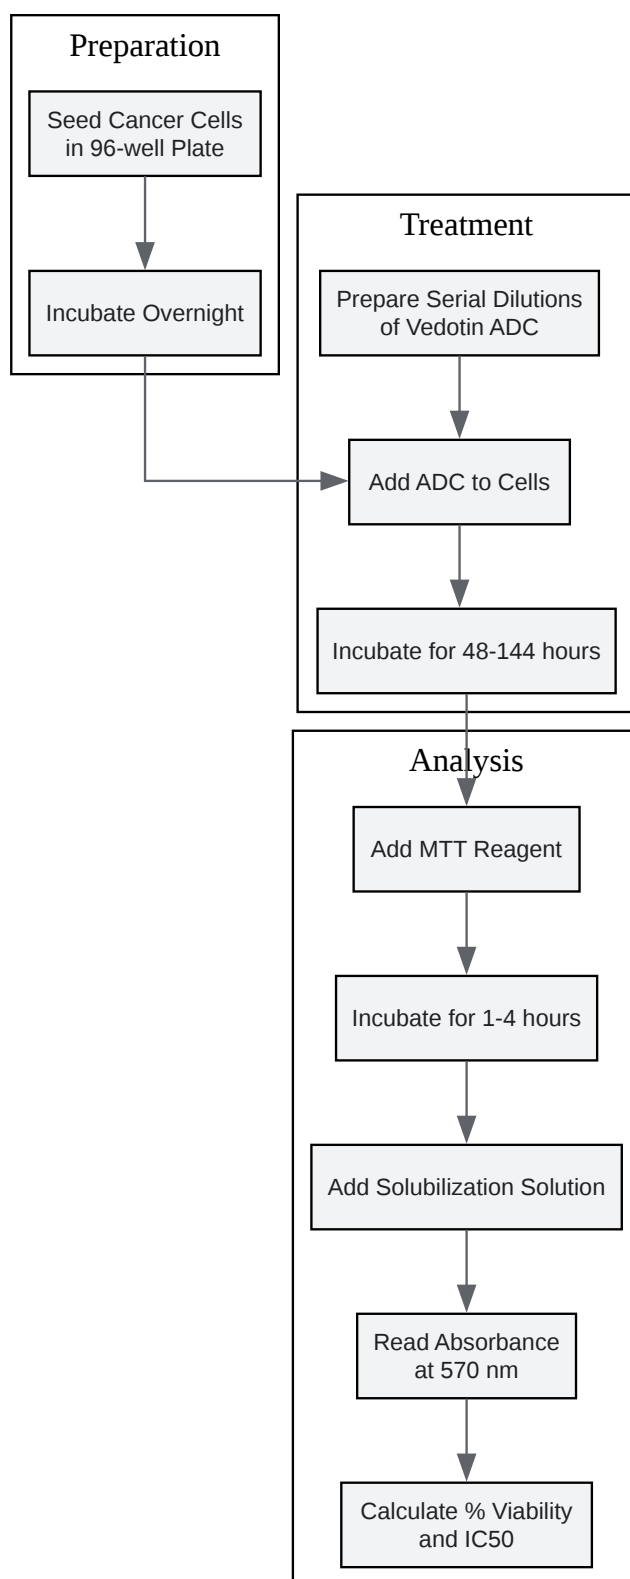 Preparation
Seed Cancer Cells
in 96-well Plate
Incubate Overnight
Treatment
Prepare Serial Dilutions
of Vedotin ADC
Add ADC to Cells
Incubate for 48-144 hours
Analysis
Add MTT Reagent
Incubate for 1-4 hours
Add Solubilization Solution
Read Absorbance
at 570 nm
Calculate % Viability
and IC50